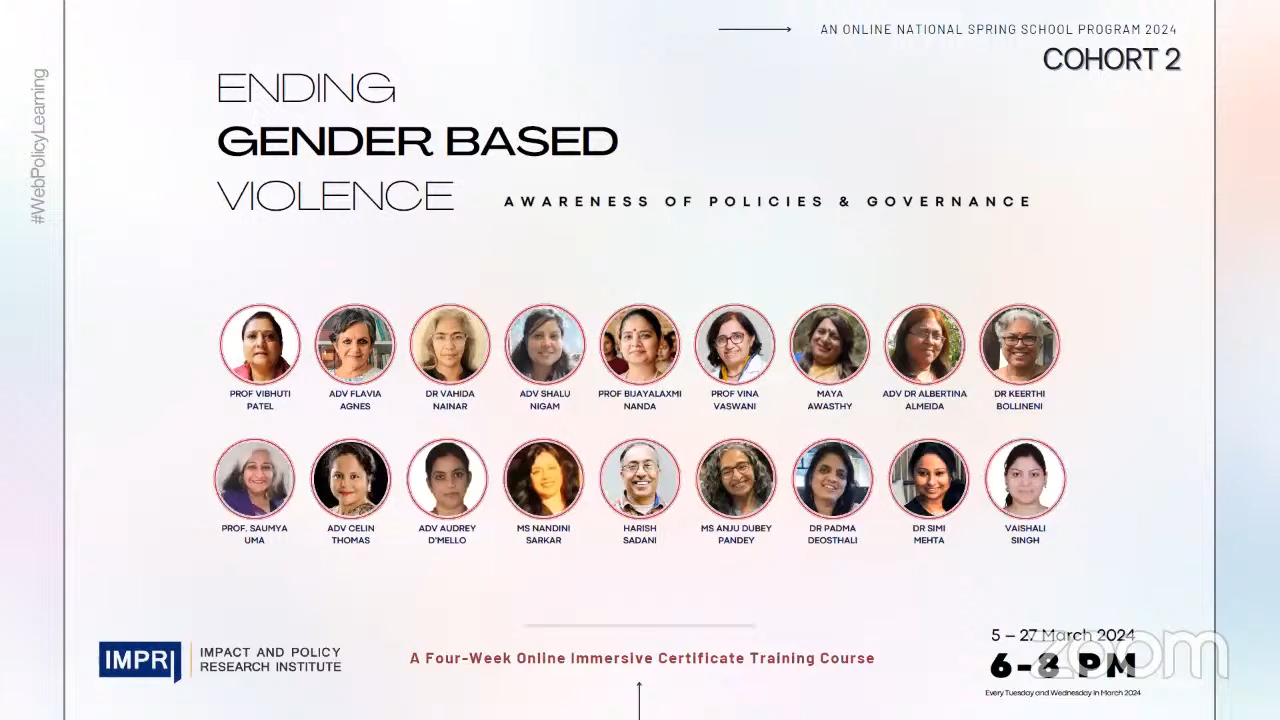 AN ONLINE NATIONAL SPRING SCHOOL PROGRAM 2024
COHORT 2
#WebPolicyLearning
ENDING
GENDER BASED
VIOLENCE
AWARENESS OF POLICIES & GOVERNANCE
PROF VIBHUTI
PATEL
ADV FLAVIA
AGNES
DR VAHIDA
NAINAR
ADV SHALU
NIGAM
PROF BIJAYALAXMI
NANDA
PROF VINA
VASWANI
MAYA
AWASTHY
ADV DR ALBERTINA
ALMEIDA
DR KEERTHI
BOLLINENI
PROF. SAUMYA
UMA
ADV CELIN
THOMAS
ADV AUDREY
D'MELLO
MS NANDINI
SARKAR
HARISH
SADANI
MS ANJU DUBEY
PANDEY
DR PADMA
DEOSTHALI
DR SIMI
MEHTA
VAISHALI
SINGH
IMPRI
IMPACT AND POLICY
RESEARCH INSTITUTE
A Four-Week Online Immersive Certificate Training Course
5 – 27 March 2024
6-8 PM
Every Tuesday and Wednesday in March 2024
zoom